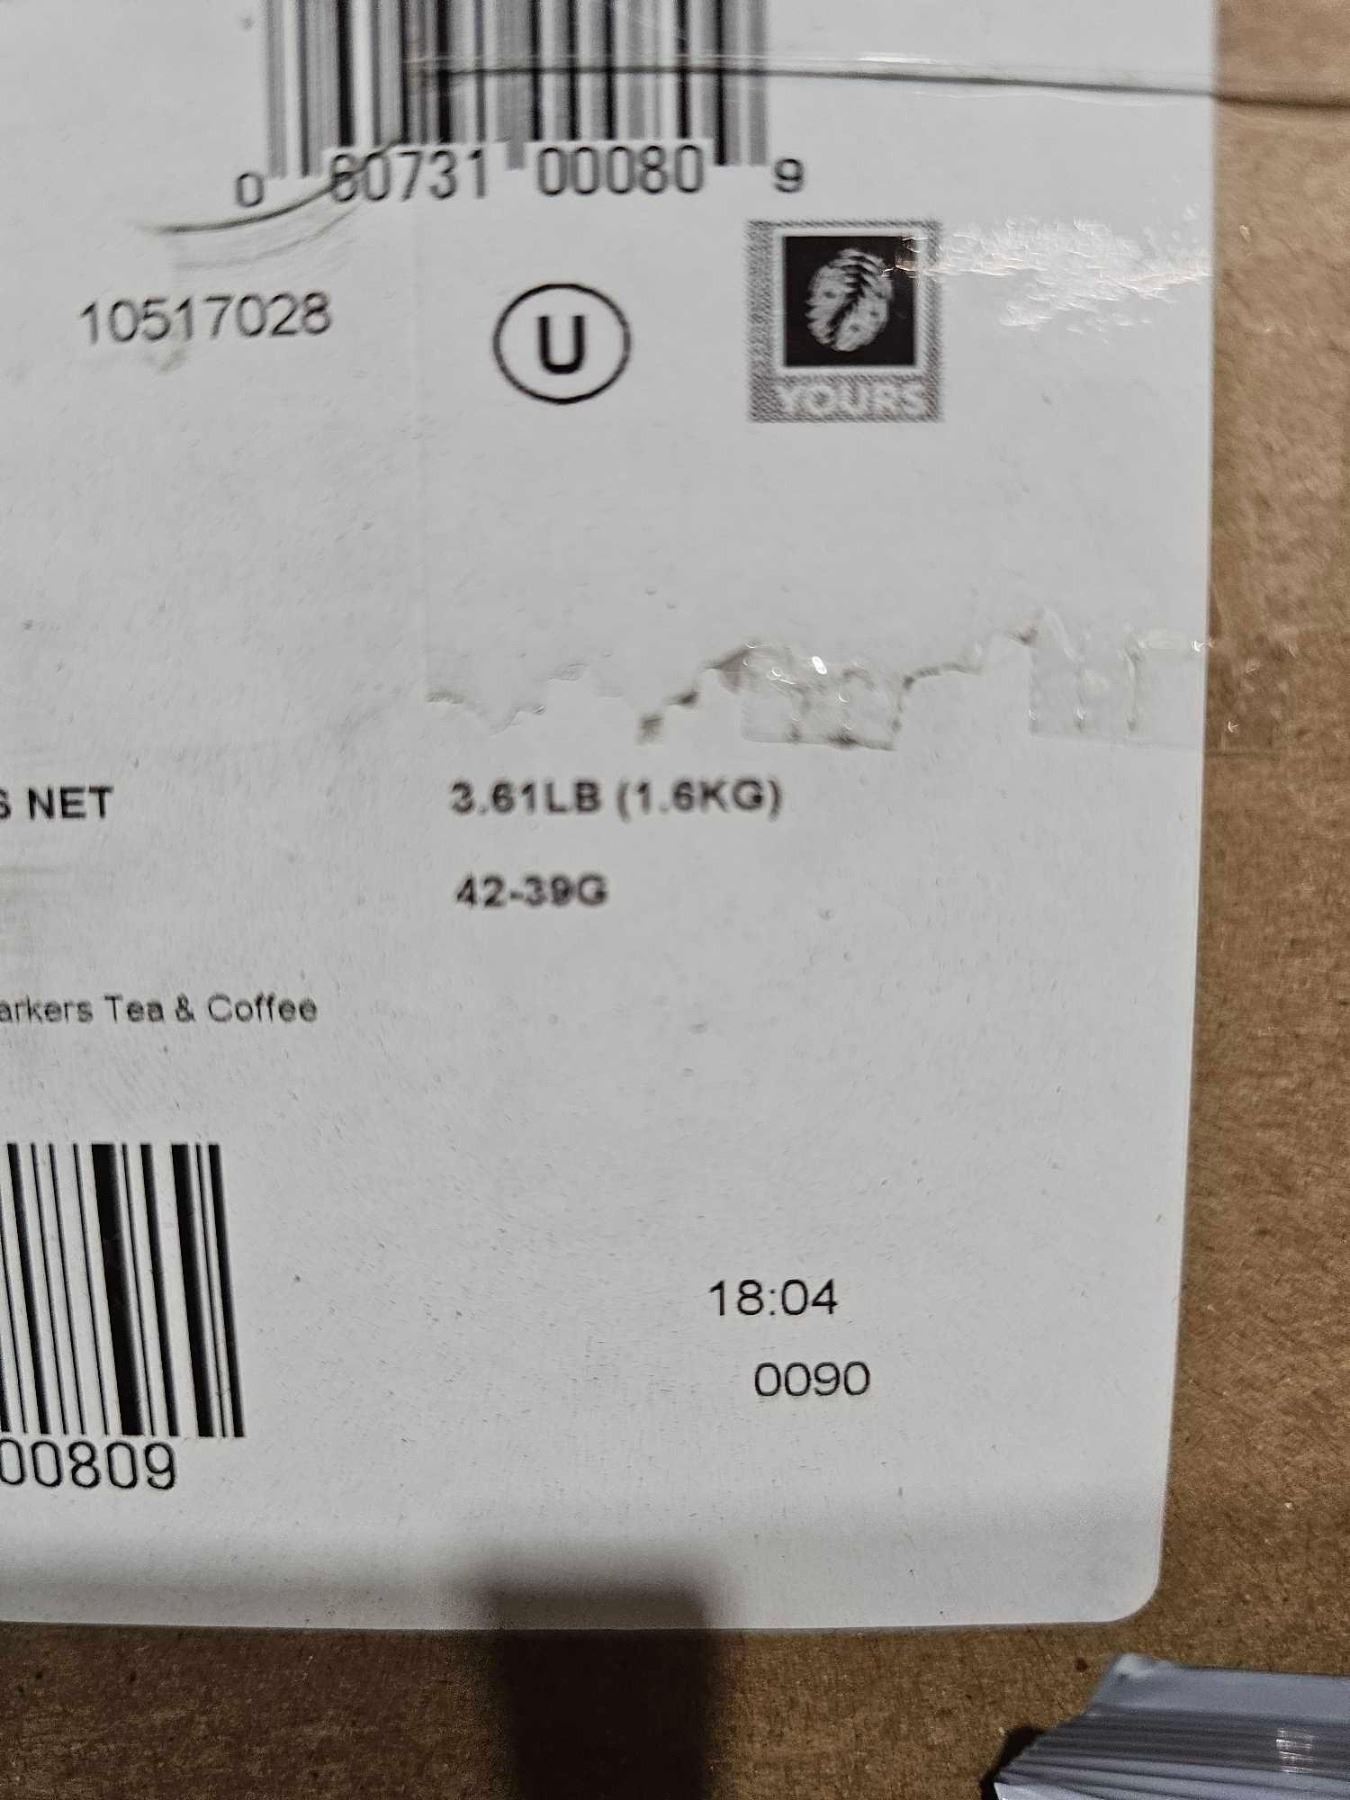 0 60731 00080 9
10517028
U
YOURS
NET 3.61LB (1.6KG)
42-39G
arkers Tea & Coffee
18:04
0090
00809